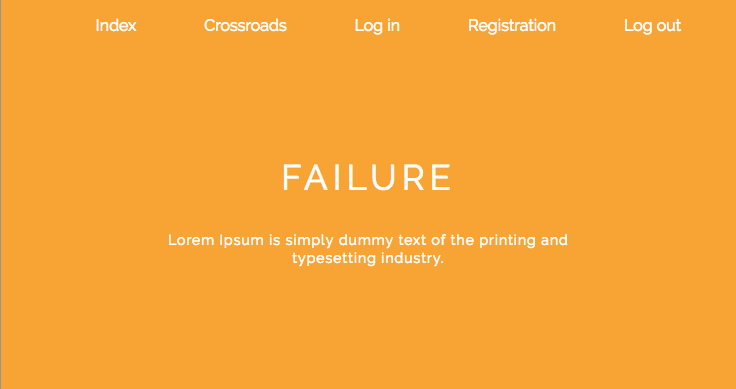 Index Crossroads Log in Registration Log out
FAILURE
Lorem Ipsum is simply dummy text of the printing and
typesetting industry.